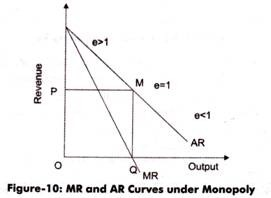 e>1
Revenue
P
M
e=1
e<1
AR
O
Q
Output
MR
Figure-10: MR and AR Curves under Monopoly